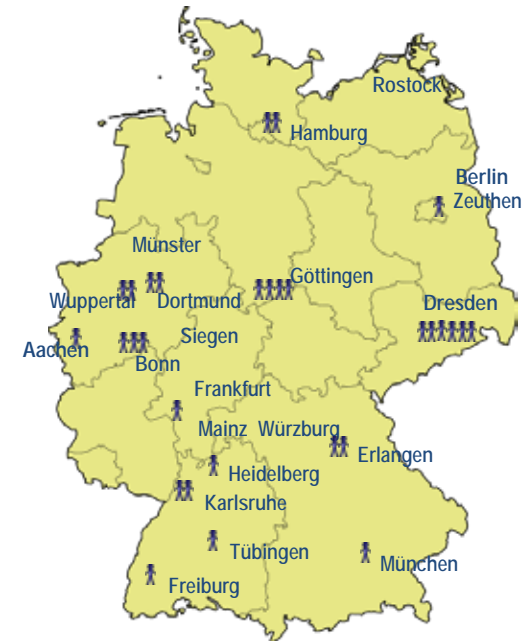 Rostock
Hamburg
Berlin
Zeuthen
Münster
Göttingen
Wuppertal Dortmund
Dresden
Siegen
Aachen
Bonn
Frankfurt
Mainz Würzburg
Erlangen
Heidelberg
Karlsruhe
Tübingen
München
Freiburg